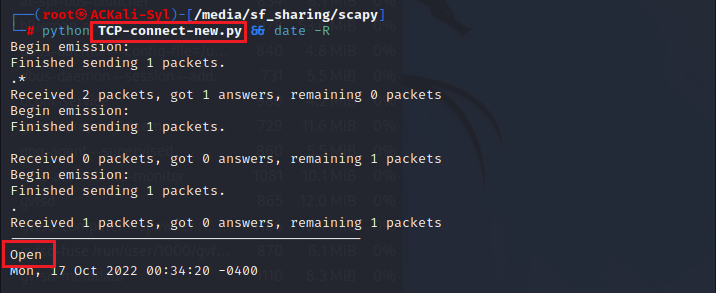 ┌──(root㉿ACKali-Syl)-[/media/sf_sharing/scapy]
└─# python TCP-connect-new.py && date -R
Begin emission:
Finished sending 1 packets.
.*
Received 2 packets, got 1 answers, remaining 0 packets
Begin emission:
Finished sending 1 packets.

Received 0 packets, got 0 answers, remaining 1 packets
Begin emission:
Finished sending 1 packets.
.
Received 1 packets, got 0 answers, remaining 1 packets
Open
Mon, 17 Oct 2022 00:34:20 -0400